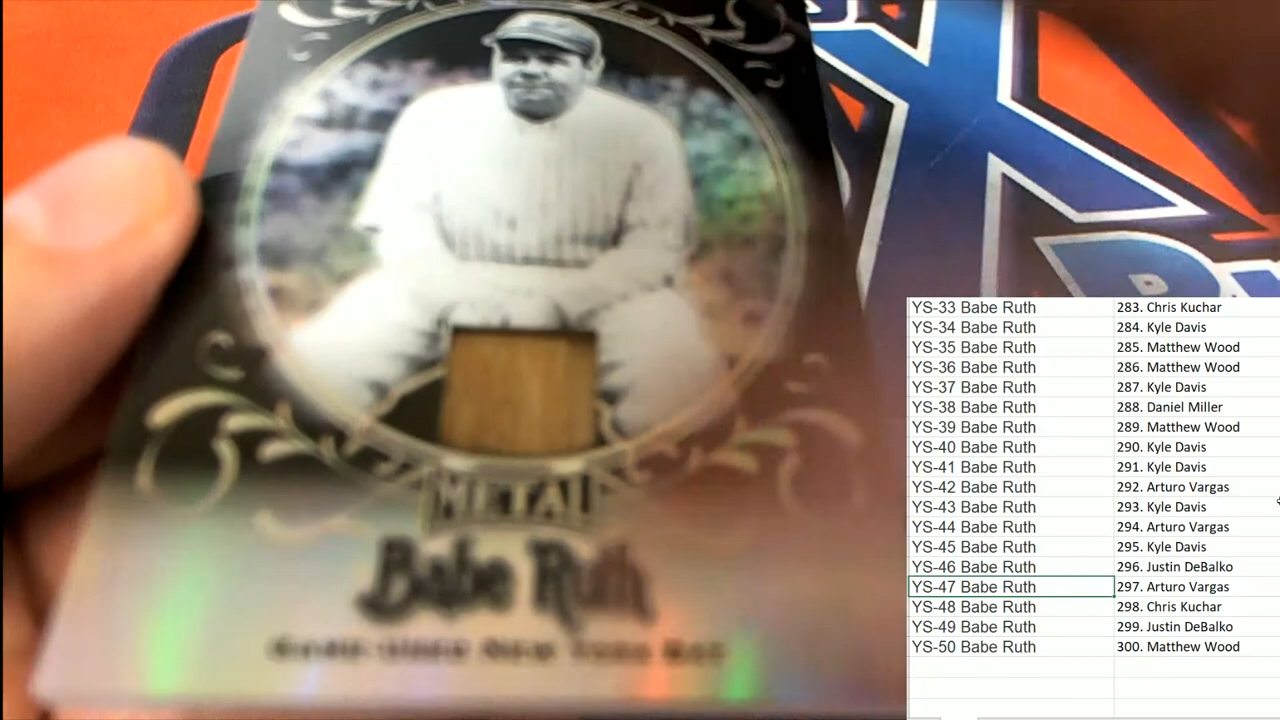 METAL
Babe Ruth
GAME-USED NEW YORK BAT
YS-33 Babe Ruth 283. Chris Kuchar
YS-34 Babe Ruth 284. Kyle Davis
YS-35 Babe Ruth 285. Matthew Wood
YS-36 Babe Ruth 286. Matthew Wood
YS-37 Babe Ruth 287. Kyle Davis
YS-38 Babe Ruth 288. Daniel Miller
YS-39 Babe Ruth 289. Matthew Wood
YS-40 Babe Ruth 290. Kyle Davis
YS-41 Babe Ruth 291. Kyle Davis
YS-42 Babe Ruth 292. Arturo Vargas
YS-43 Babe Ruth 293. Kyle Davis
YS-44 Babe Ruth 294. Arturo Vargas
YS-45 Babe Ruth 295. Kyle Davis
YS-46 Babe Ruth 296. Justin DeBalko
YS-47 Babe Ruth 297. Arturo Vargas
YS-48 Babe Ruth 298. Chris Kuchar
YS-49 Babe Ruth 299. Justin DeBalko
YS-50 Babe Ruth 300. Matthew Wood